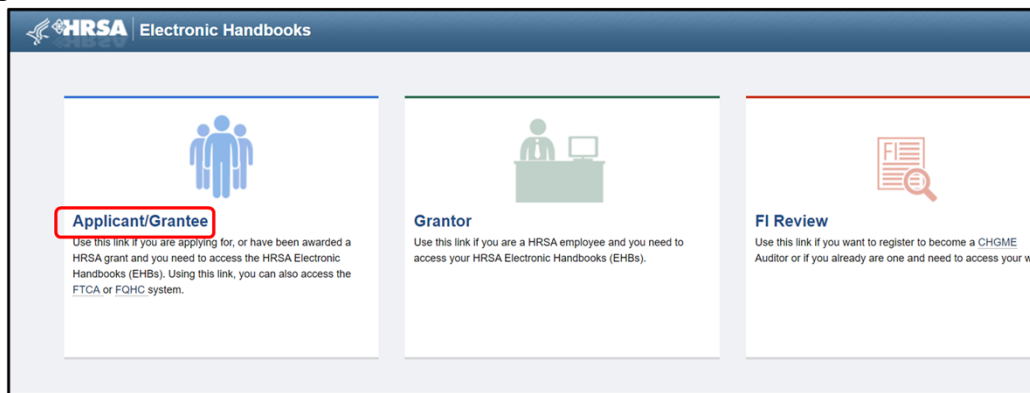 HRSA Electronic Handbooks
Applicant/Grantee
Use this link if you are applying for, or have been awarded a
HRSA grant and you need to access the HRSA Electronic
Handbooks (EHBs). Using this link, you can also access the
FTCA or FQHC system.
Grantor
Use this link if you are a HRSA employee and you need to
access your HRSA Electronic Handbooks (EHBs).
FI
FI Review
Use this link if you want to register to become a CHGME
Auditor or if you already are one and need to access your w